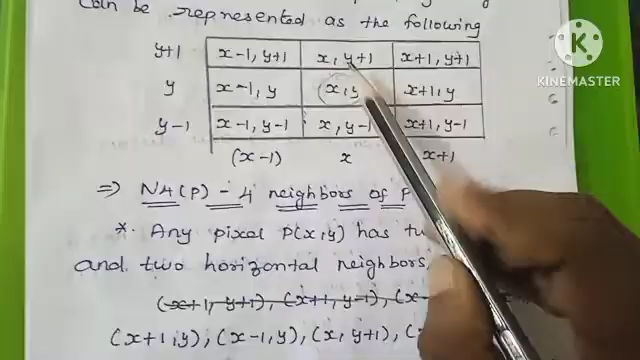 can be represented as the following
y+1 x-1, y+1 x, y+1 x+1, y+1
y x-1, y x, y x+1, y
y-1 x-1, y-1 x, y-1 x+1, y-1
(x-1) x x+1
⇒ N4(P) - 4 neighbors of P
*. Any pixel P(x,y) has
and two horizontal neighbors
(x+1, y+1), (x+1, y-1), (x-
(x+1, y), (x-1, y), (x, y+1), (
KINEMASTER